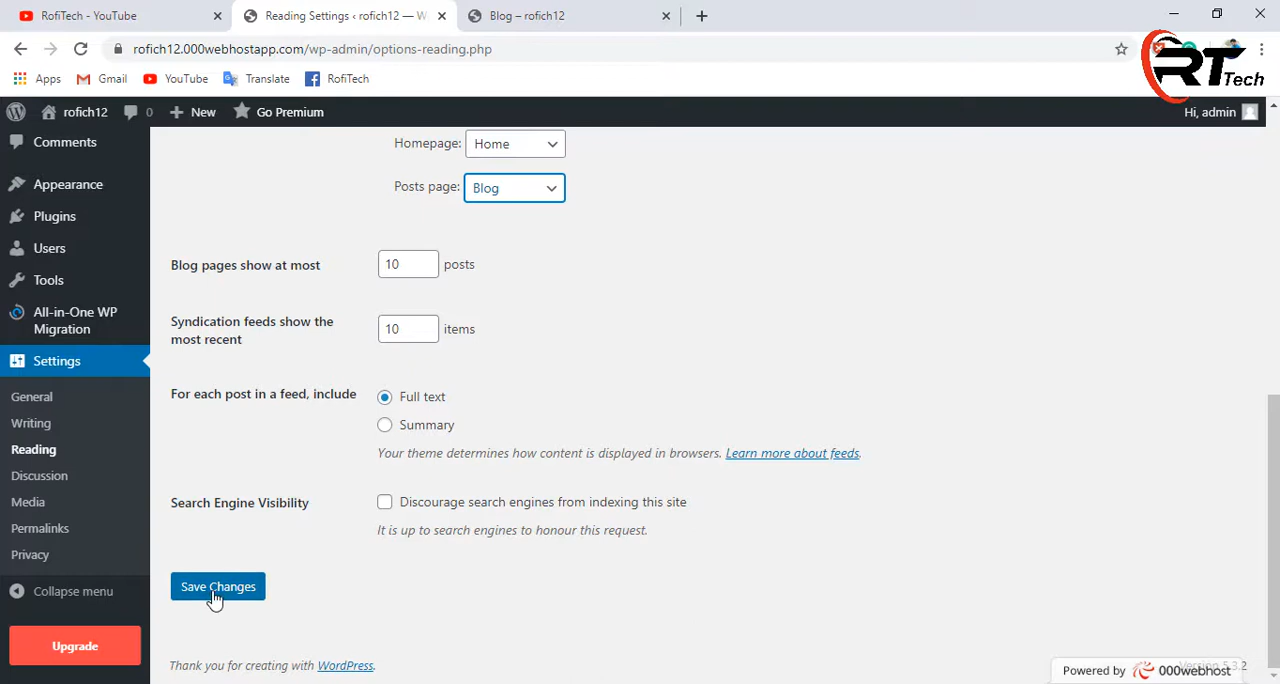 RofiTech - YouTube
Reading Settings ‹ rofich12 — W
Blog – rofich12
rofich12.000webhostapp.com/wp-admin/options-reading.php
Apps
Gmail
YouTube
Translate
RofiTech
RT Tech
rofich12
0
New
Go Premium
Hi, admin
Comments
Appearance
Plugins
Users
Tools
All-in-One WP
Migration
Settings
General
Writing
Reading
Discussion
Media
Permalinks
Privacy
Collapse menu
Upgrade
Homepage: Home
Posts page: Blog
Blog pages show at most 10 posts
Syndication feeds show the
most recent
10 items
For each post in a feed, include
Full text
Summary
Your theme determines how content is displayed in browsers. Learn more about feeds.
Search Engine Visibility
Discourage search engines from indexing this site
It is up to search engines to honour this request.
Save Changes
Thank you for creating with WordPress.
Version 5.3.2
Powered by 000webhost